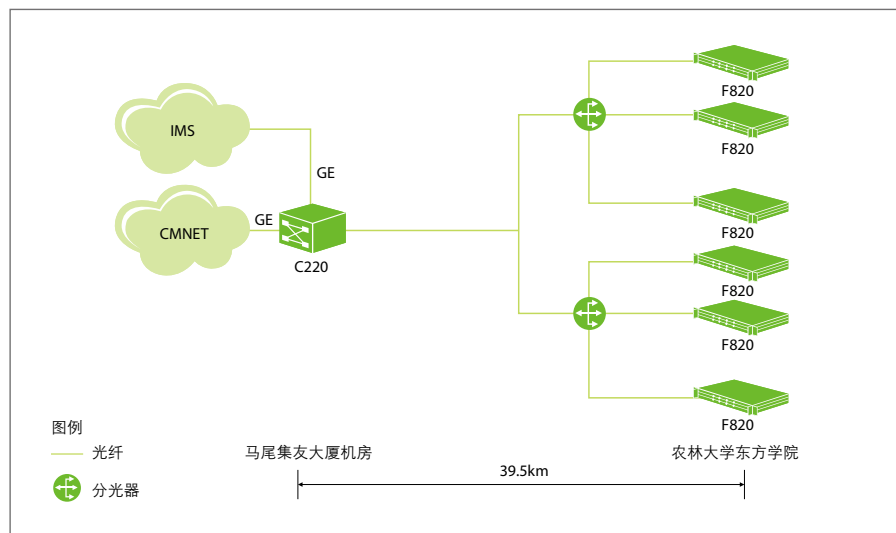 F820
IMS
F820
GE
F820
CMNET
GE
C220
F820
F820
F820
图例
光纤
马尾集友大厦机房
农林大学东方学院
39.5km
分光器